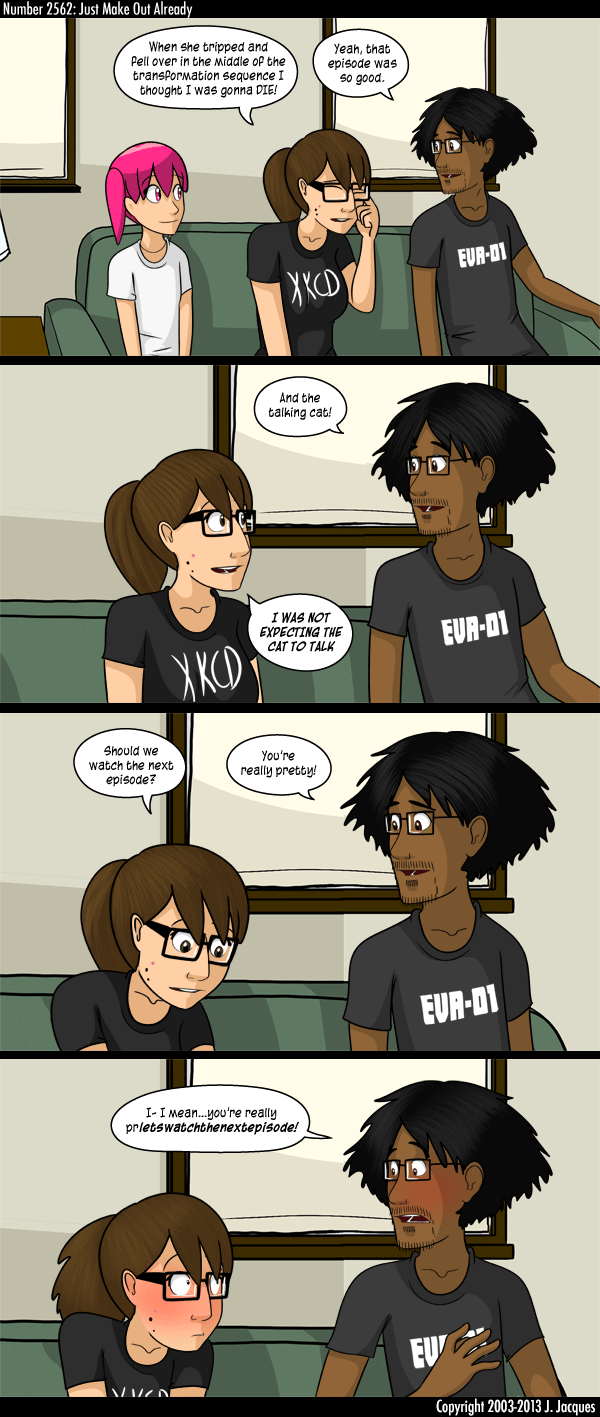 Number 2562: Just Make Out Already
When she tripped and
fell over in the middle of the
transformation sequence I
thought I was gonna DIE!
Yeah, that
episode was
so good.
XKCD
EVA-01
And the
talking cat!
I WAS NOT
EXPECTING THE
CAT TO TALK
XKCD
EVA-01
Should we
watch the next
episode?
You're
really pretty!
EVA-01
I- I mean...you're really
prletswatchthenextepisode!
XKCD
EV
Copyright 2003-2013 J. Jacques